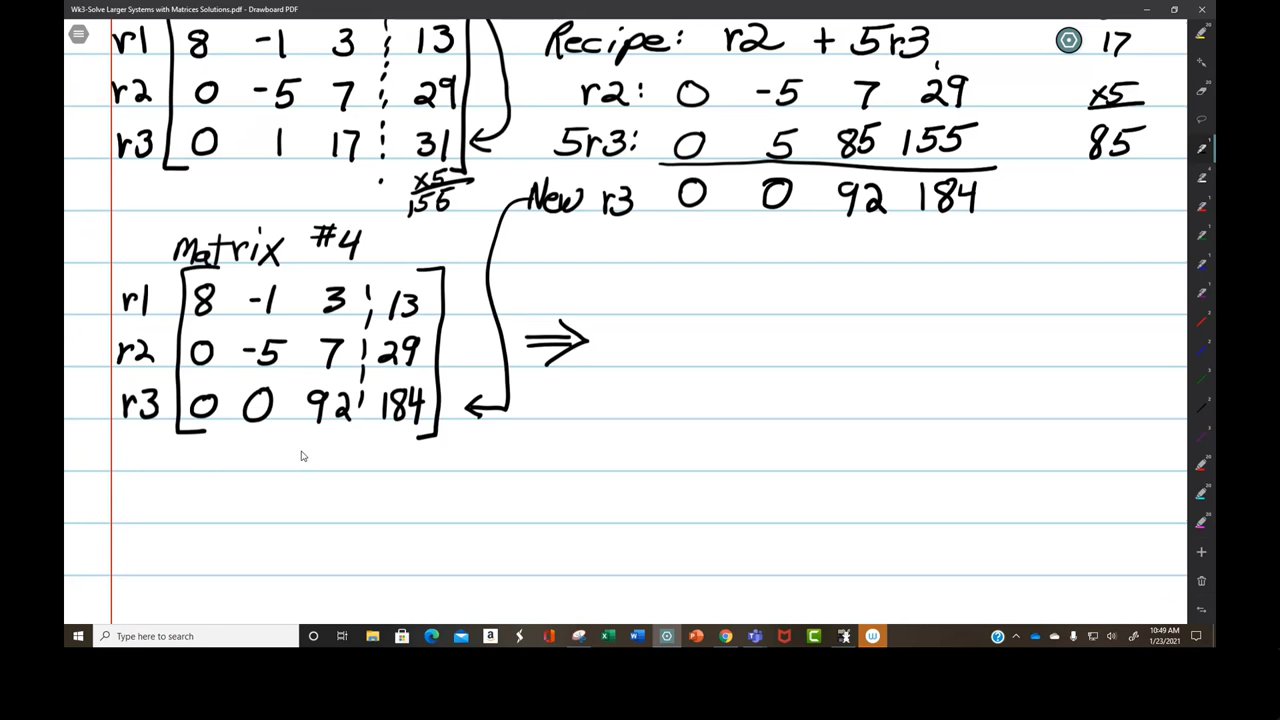 Wk3-Solve Larger Systems with Matrices Solutions.pdf - Drawboard PDF
r1 8 -1 3 13
r2 0 -5 7 29
r3 0 1 17 31
x5
155
Recipe: r2 + 5r3
r2: 0 -5 7 29
5r3: 0 5 85 155
New r3 0 0 92 184
17
x5
85
Matrix #4
r1 8 -1 3 13
r2 0 -5 7 29
r3 0 0 92 184
⇒
Type here to search
10:49 AM
1/23/2021